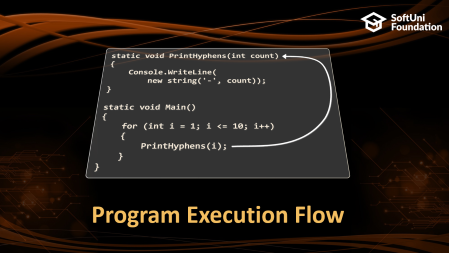 SoftUni
Foundation
static void PrintHyphens(int count)
{
Console.WriteLine(
new string('-', count));
}
static void Main()
{
for (int i = 1; i <= 10; i++)
{
PrintHyphens(i);
}
}
Program Execution Flow